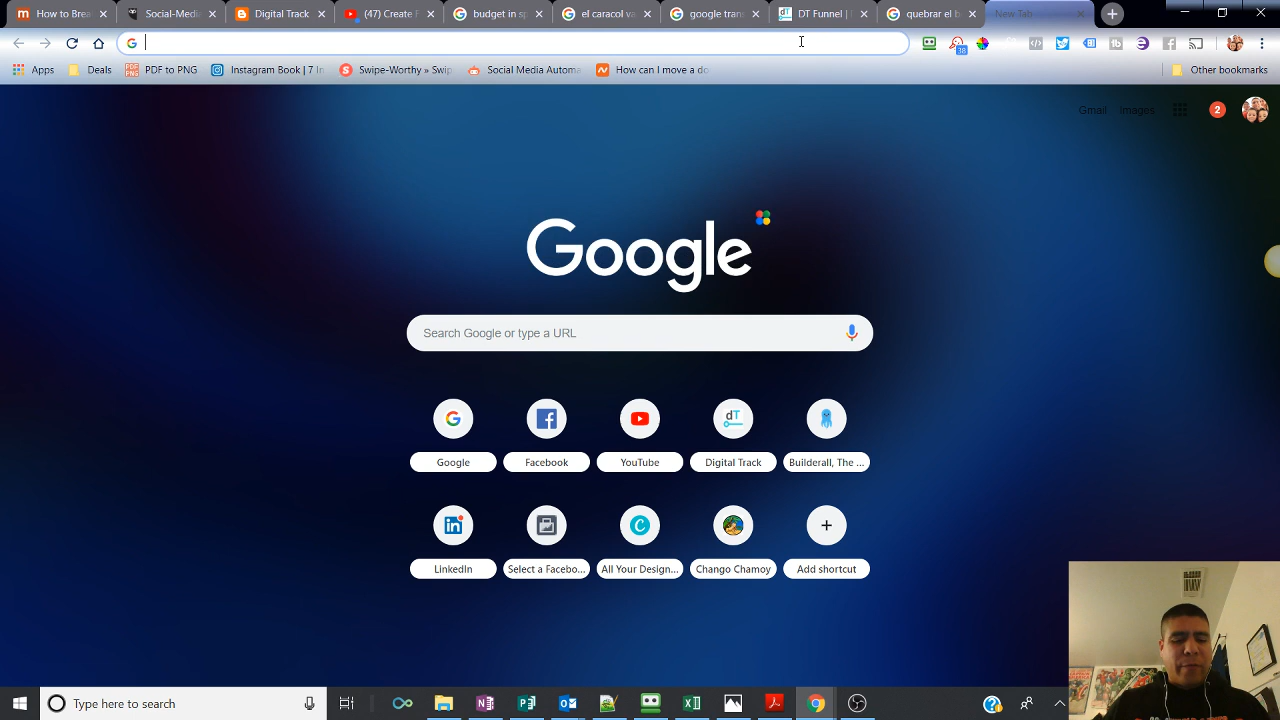 How to Brea
Social-Media
Digital Track
(47) Create F
budget in sp
el caracol va
google trans
DT Funnel |
quebrar el b
New Tab
38
Apps
Deals
PDF to PNG
Instagram Book | 7 In
Swipe-Worthy » Swip
Social Media Automa
How can I move a do
Other bookmarks
Gmail
Images
2
Google
Search Google or type a URL
Google
Facebook
YouTube
Digital Track
Builderall, The ...
LinkedIn
Select a Facebo...
All Your Design...
Chango Chamoy
Add shortcut
Type here to search